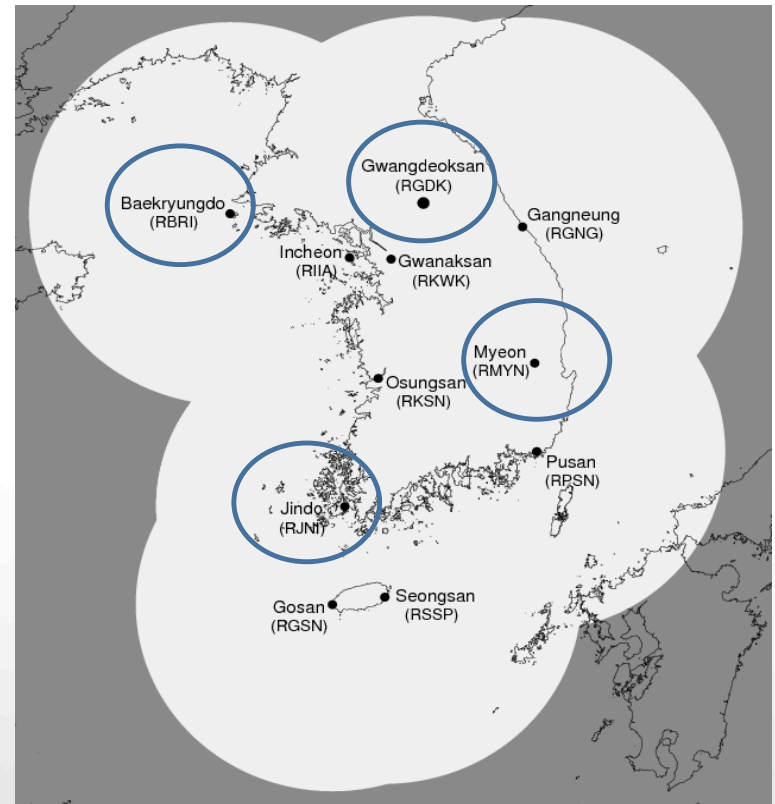 Gwangdeoksan
(RGDK)
Baekryungdo
(RBRI)
Gangneung
(RGNG)
Incheon
(RIIA)
Gwanaksan
(RKWK)
Myeon
(RMYN)
Osungsan
(RKSN)
Pusan
(RPSN)
Jindo
(RJNI)
Gosan
(RGSN)
Seongsan
(RSSP)